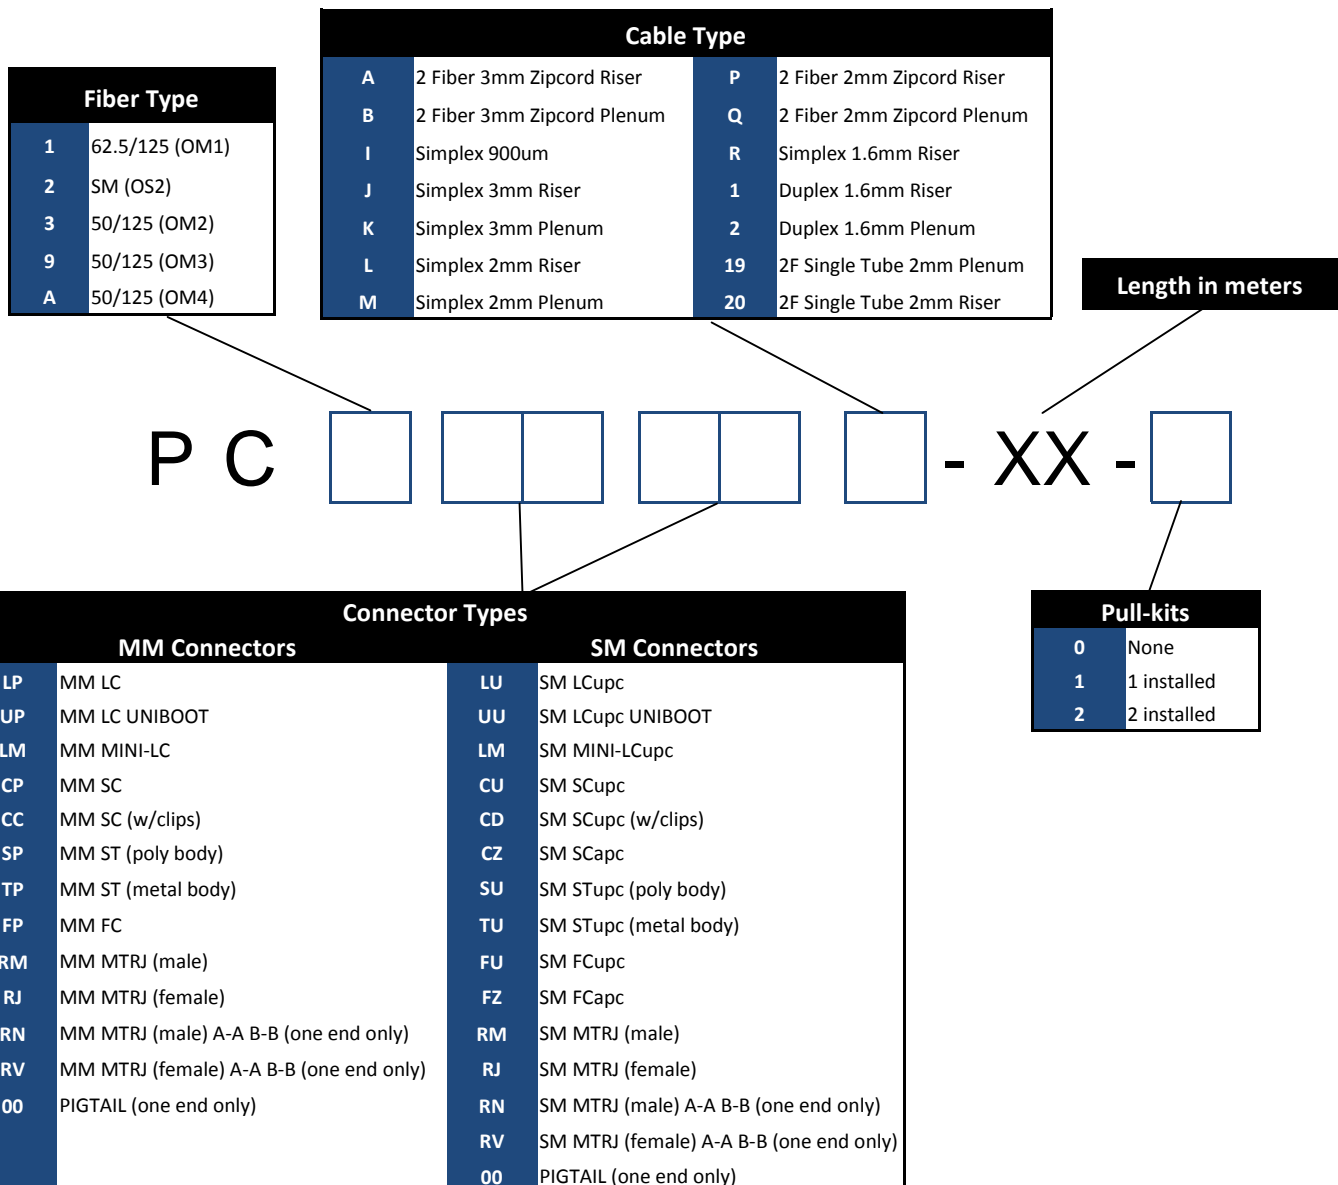 Cable Type
A 2 Fiber 3mm Zipcord Riser P 2 Fiber 2mm Zipcord Riser
B 2 Fiber 3mm Zipcord Plenum Q 2 Fiber 2mm Zipcord Plenum
I Simplex 900um R Simplex 1.6mm Riser
J Simplex 3mm Riser 1 Duplex 1.6mm Riser
K Simplex 3mm Plenum 2 Duplex 1.6mm Plenum
L Simplex 2mm Riser 19 2F Single Tube 2mm Plenum
M Simplex 2mm Plenum 20 2F Single Tube 2mm Riser
Fiber Type
1 62.5/125 (OM1)
2 SM (OS2)
3 50/125 (OM2)
9 50/125 (OM3)
A 50/125 (OM4)
Length in meters
P C - XX -
Connector Types
MM Connectors SM Connectors
LP MM LC LU SM LCupc
UP MM LC UNIBOOT UU SM LCupc UNIBOOT
LM MM MINI-LC LM SM MINI-LCupc
CP MM SC CU SM SCupc
CC MM SC (w/clips) CD SM SCupc (w/clips)
SP MM ST (poly body) CZ SM SCapc
TP MM ST (metal body) SU SM STupc (poly body)
FP MM FC TU SM STupc (metal body)
RM MM MTRJ (male) FU SM FCupc
RJ MM MTRJ (female) FZ SM FCapc
RN MM MTRJ (male) A-A B-B (one end only) RM SM MTRJ (male)
RV MM MTRJ (female) A-A B-B (one end only) RJ SM MTRJ (female)
00 PIGTAIL (one end only) RN SM MTRJ (male) A-A B-B (one end only)
RV SM MTRJ (female) A-A B-B (one end only)
00 PIGTAIL (one end only)
Pull-kits
0 None
1 1 installed
2 2 installed